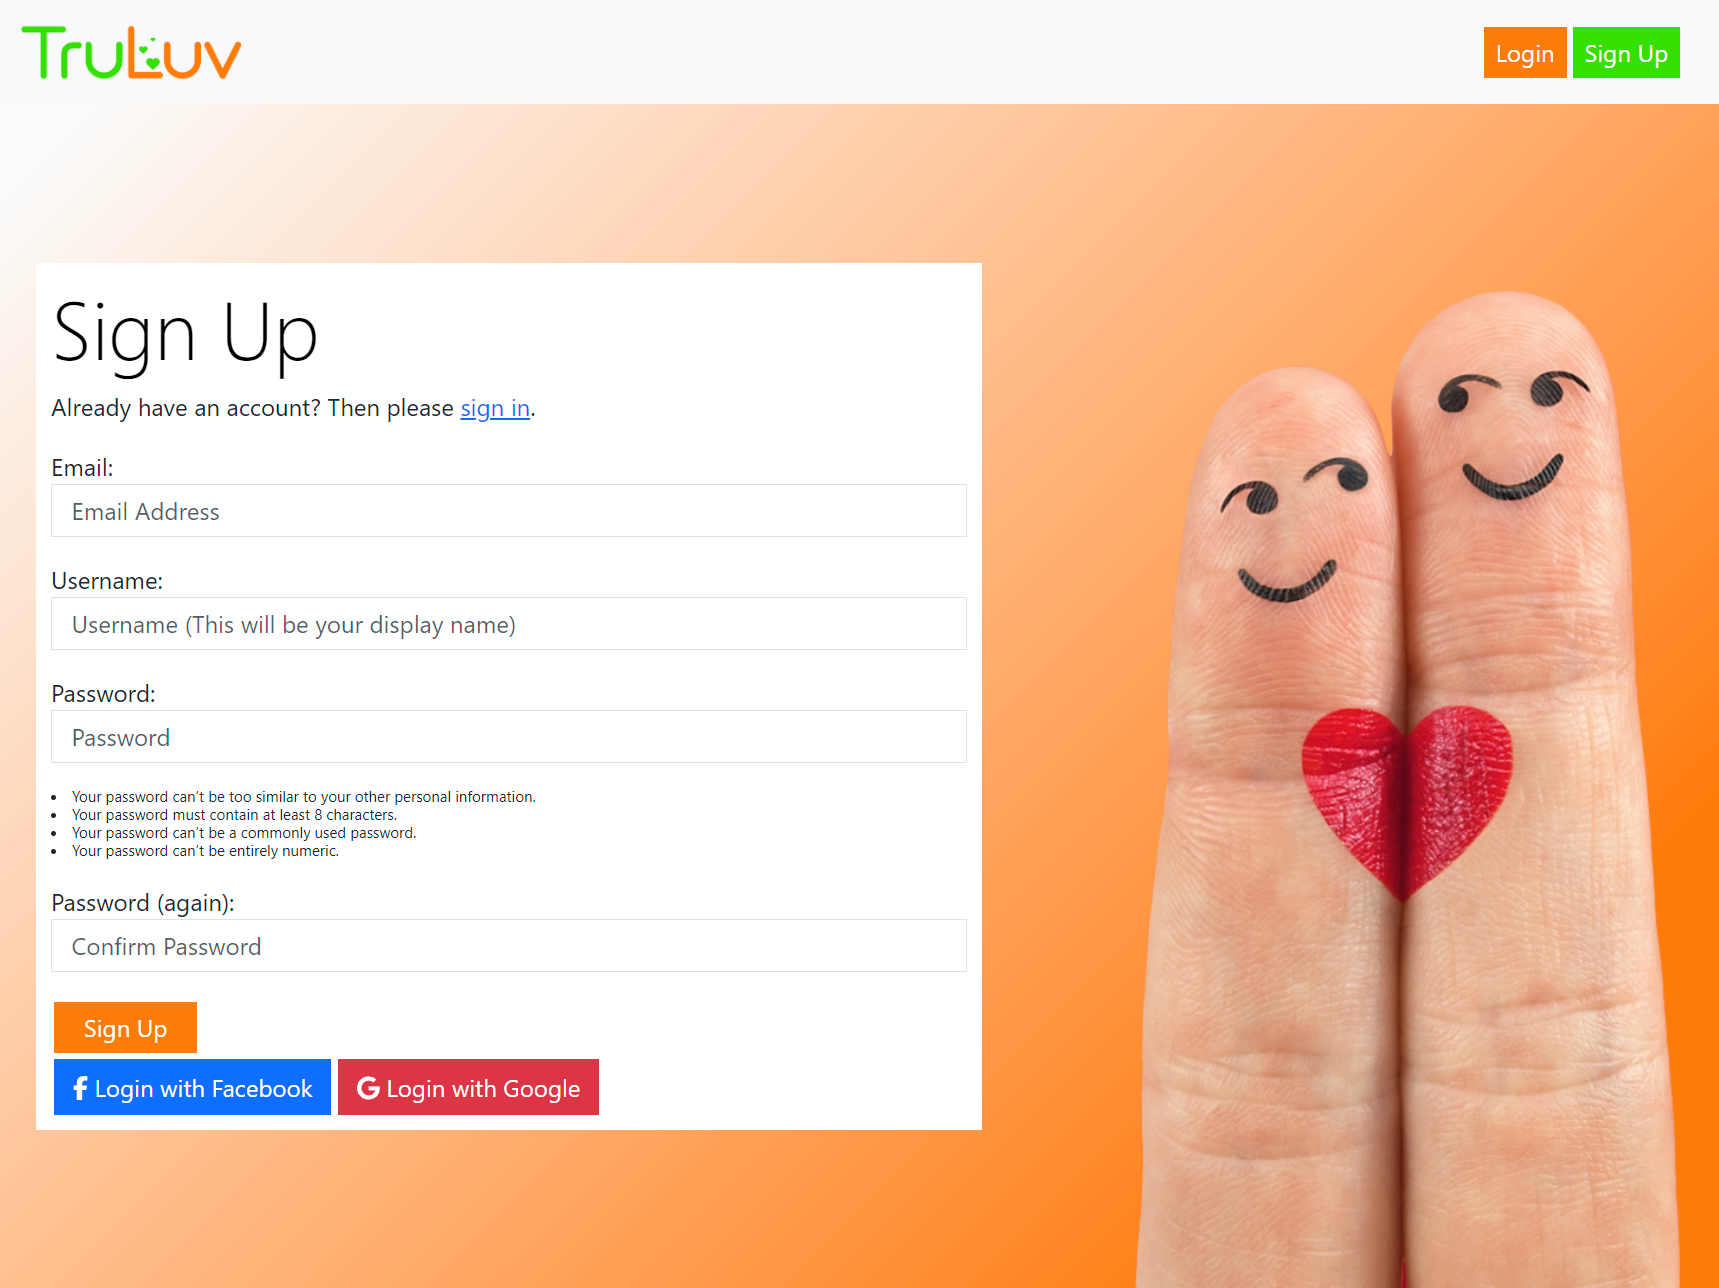 TruLuv
Login
Sign Up
Sign Up
Already have an account? Then please sign in.
Email:
Email Address
Username:
Username (This will be your display name)
Password:
Password
• Your password can't be too similar to your other personal information.
• Your password must contain at least 8 characters.
• Your password can't be a commonly used password.
• Your password can't be entirely numeric.
Password (again):
Confirm Password
Sign Up
Login with Facebook
Login with Google